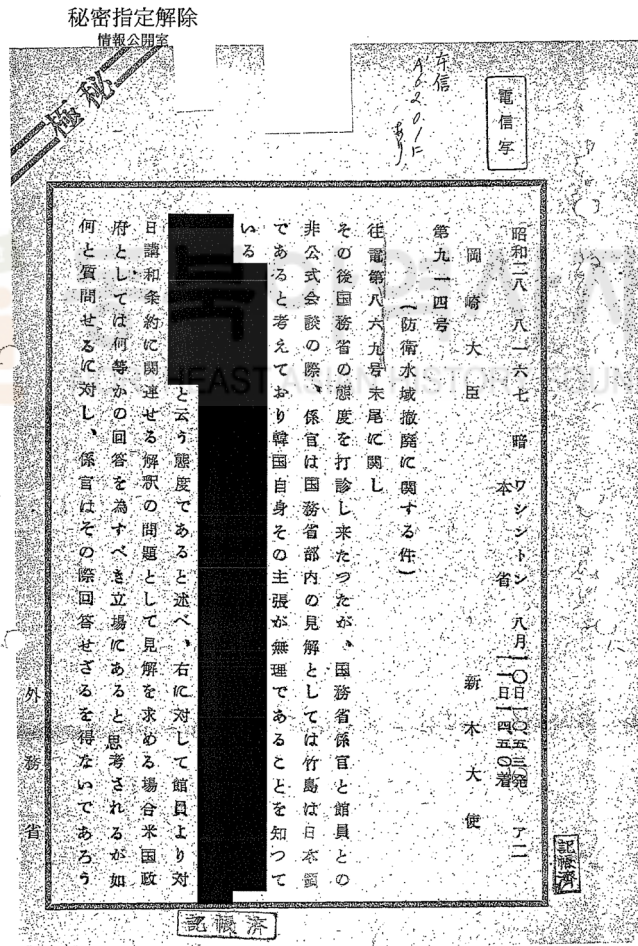 秘密指定解除
情報公開室
極秘
電信写
昭和二八 八一六七 暗 ワシントン 八月一〇日一〇五三発 ア二
本 省 一一日一四五〇着
岡崎大臣 新木大使
第九一四号
(防衛水域撤廃に関する件)
往電第八六九号末尾に関し
その後国務省の態度を打診し来たつたが、国務省係官と館員との
非公式会談の際、係官は国務省部内の見解としては竹島は日本領
であると考えており韓国自身その主張が無理であることを知つて
いる
と云う態度であると述べ、右に対して館員より対
日講和条約に関連せる解釈の問題として見解を求める場合米国政
府としては何等かの回答を為すべき立場にあると思考されるが如
何と質問せるに対し、係官はその際回答せざるを得ないであろう
外務省
記帳済
記帳済